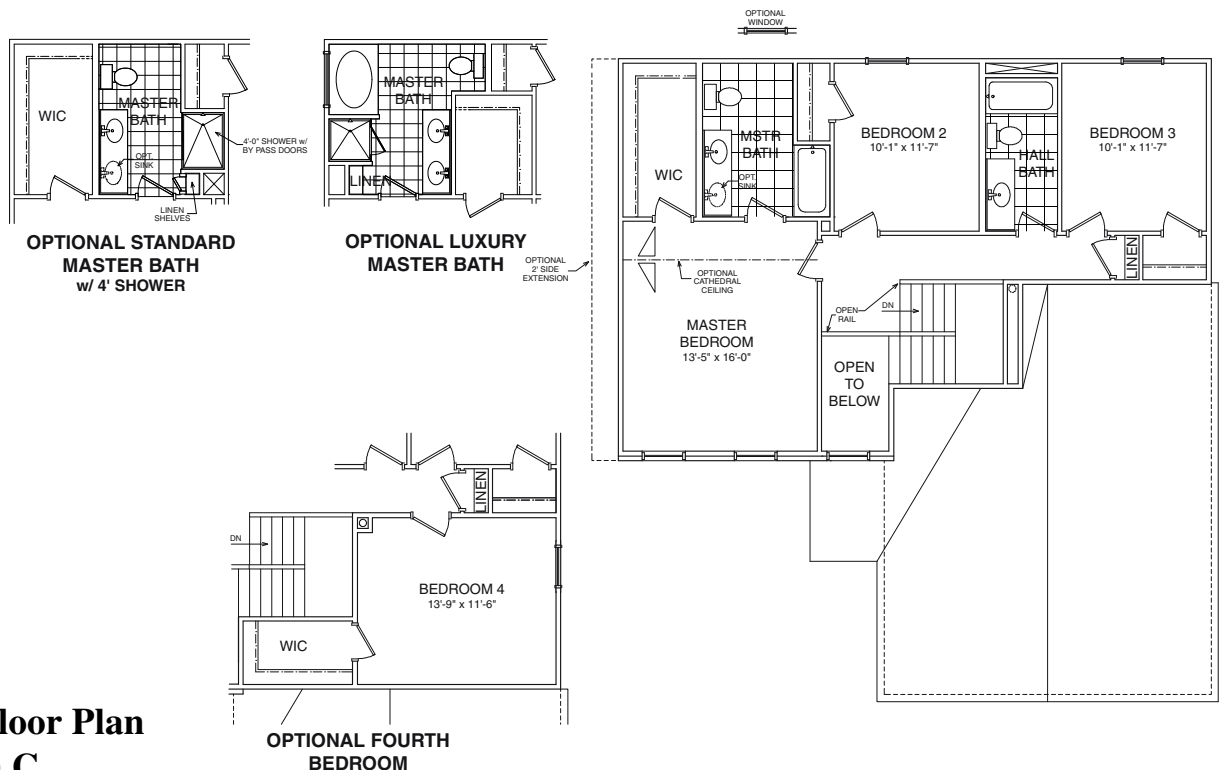 OPTIONAL
WINDOW
WIC
MASTER
BATH
OPT.
SINK
4'-0" SHOWER w/
BY PASS DOORS
LINEN
SHELVES
OPTIONAL STANDARD
MASTER BATH
w/ 4' SHOWER
MASTER
BATH
LINEN
OPTIONAL LUXURY
MASTER BATH
OPTIONAL
2' SIDE
EXTENSION
WIC
MSTR
BATH
OPT.
SINK
BEDROOM 2
10'-1" x 11'-7"
HALL
BATH
BEDROOM 3
10'-1" x 11'-7"
LINEN
OPTIONAL
CATHEDRAL
CEILING
MASTER
BEDROOM
13'-5" x 16'-0"
OPEN
RAIL
DN
OPEN
TO
BELOW
LINEN
DN
BEDROOM 4
13'-9" x 11'-6"
WIC
OPTIONAL FOURTH
BEDROOM
loor Plan
C